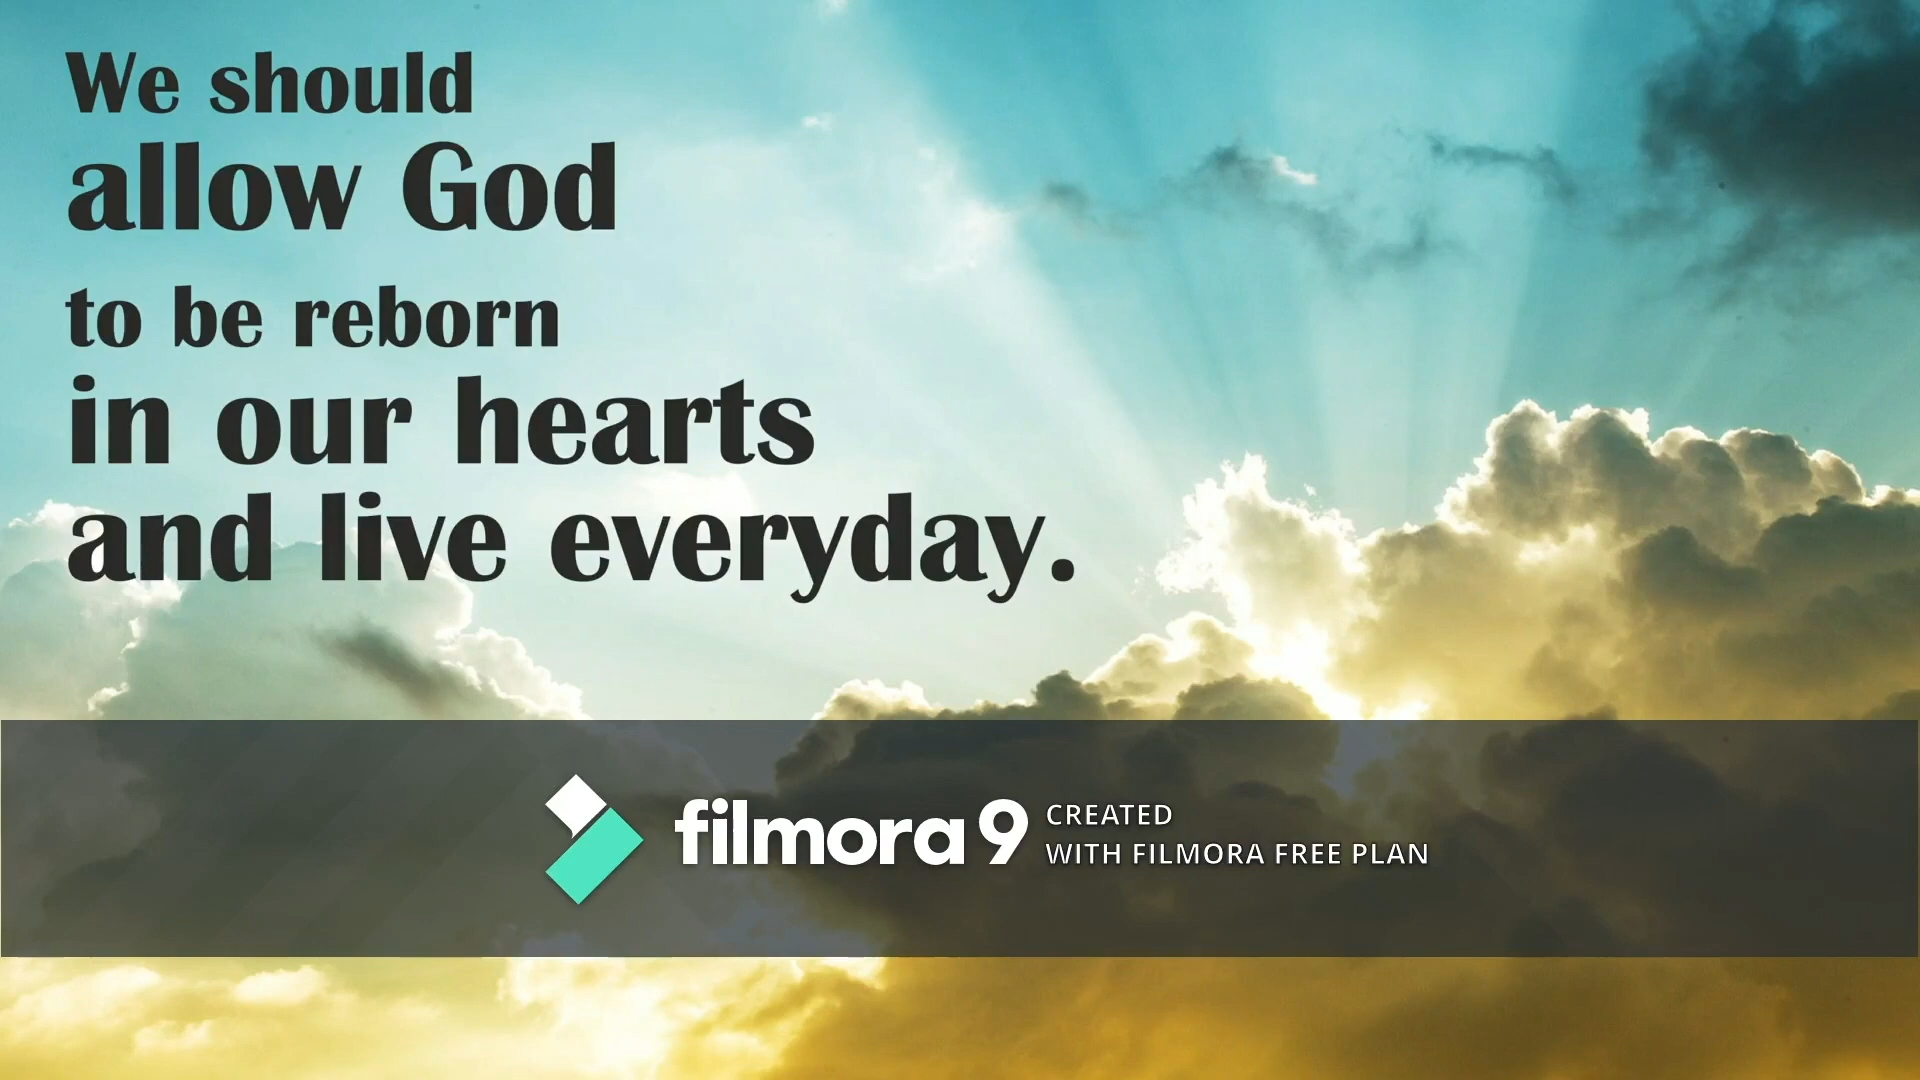 We should
allow God
to be reborn
in our hearts
and live everyday.
filmora 9
CREATED
WITH FILMORA FREE PLAN